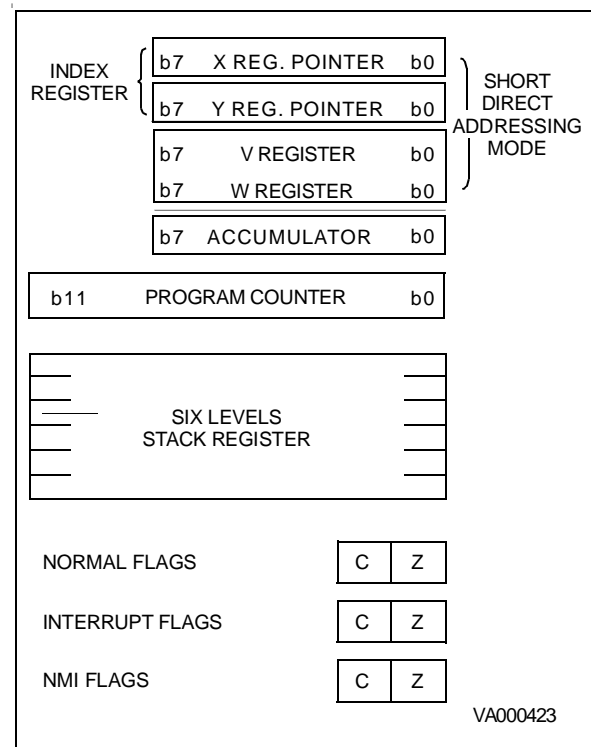 INDEX
REGISTER
b7 X REG. POINTER b0
b7 Y REG. POINTER b0
b7 V REGISTER b0
b7 W REGISTER b0
SHORT
DIRECT
ADDRESSING
MODE
b7 ACCUMULATOR b0
b11 PROGRAM COUNTER b0
SIX LEVELS
STACK REGISTER
NORMAL FLAGS C Z
INTERRUPT FLAGS C Z
NMI FLAGS C Z
VA000423